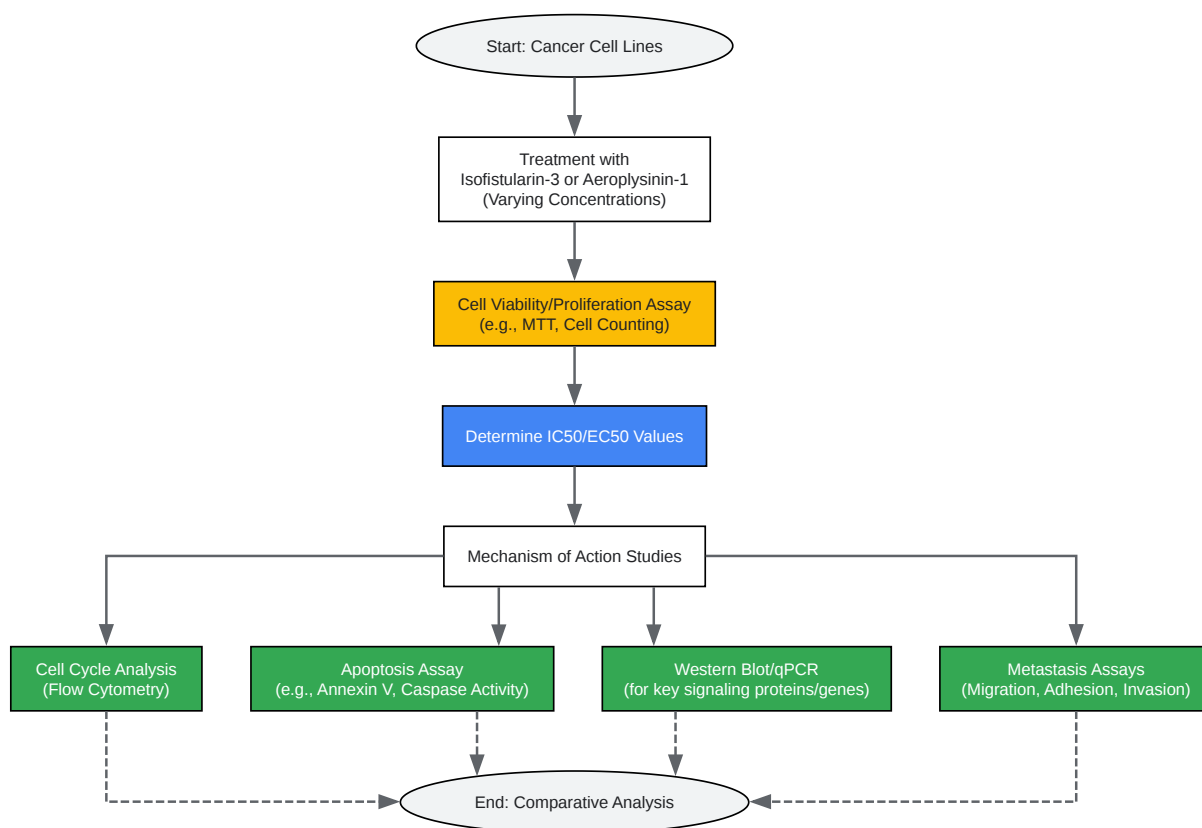 Start: Cancer Cell Lines
Treatment with
Isofistularin-3 or Aeroplysinin-1
(Varying Concentrations)
Cell Viability/Proliferation Assay
(e.g., MTT, Cell Counting)
Determine IC50/EC50 Values
Mechanism of Action Studies
Cell Cycle Analysis
(Flow Cytometry)
Apoptosis Assay
(e.g., Annexin V, Caspase Activity)
Western Blot/qPCR
(for key signaling proteins/genes)
Metastasis Assays
(Migration, Adhesion, Invasion)
End: Comparative Analysis